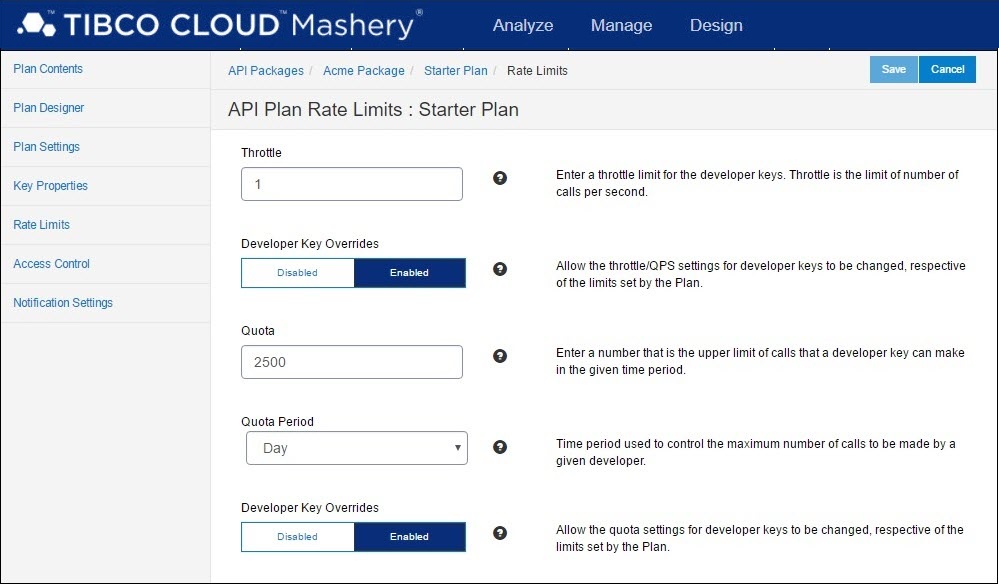 TIBCO CLOUD™ Mashery®
Analyze
Manage
Design
Plan Contents
Plan Designer
Plan Settings
Key Properties
Rate Limits
Access Control
Notification Settings
API Packages / Acme Package / Starter Plan / Rate Limits
Save
Cancel
API Plan Rate Limits : Starter Plan
Throttle
1
?
Enter a throttle limit for the developer keys. Throttle is the limit of number of
calls per second.
Developer Key Overrides
Disabled
Enabled
?
Allow the throttle/QPS settings for developer keys to be changed, respective
of the limits set by the Plan.
Quota
2500
?
Enter a number that is the upper limit of calls that a developer key can make
in the given time period.
Quota Period
Day
?
Time period used to control the maximum number of calls to be made by a
given developer.
Developer Key Overrides
Disabled
Enabled
?
Allow the quota settings for developer keys to be changed, respective of the
limits set by the Plan.